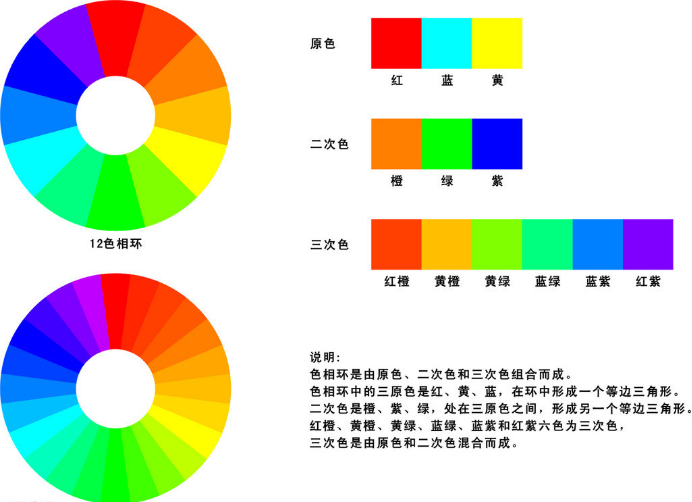 原色
红 蓝 黄
二次色
橙 绿 紫
12色相环
三次色
红橙 黄橙 黄绿 蓝绿 蓝紫 红紫
说明:
色相环是由原色、二次色和三次色组合而成。
色相环中的三原色是红、黄、蓝，在环中形成一个等边三角形。
二次色是橙、紫、绿，处在三原色之间，形成另一个等边三角形。
红橙、黄橙、黄绿、蓝绿、蓝紫和红紫六色为三次色，
三次色是由原色和二次色混合而成。